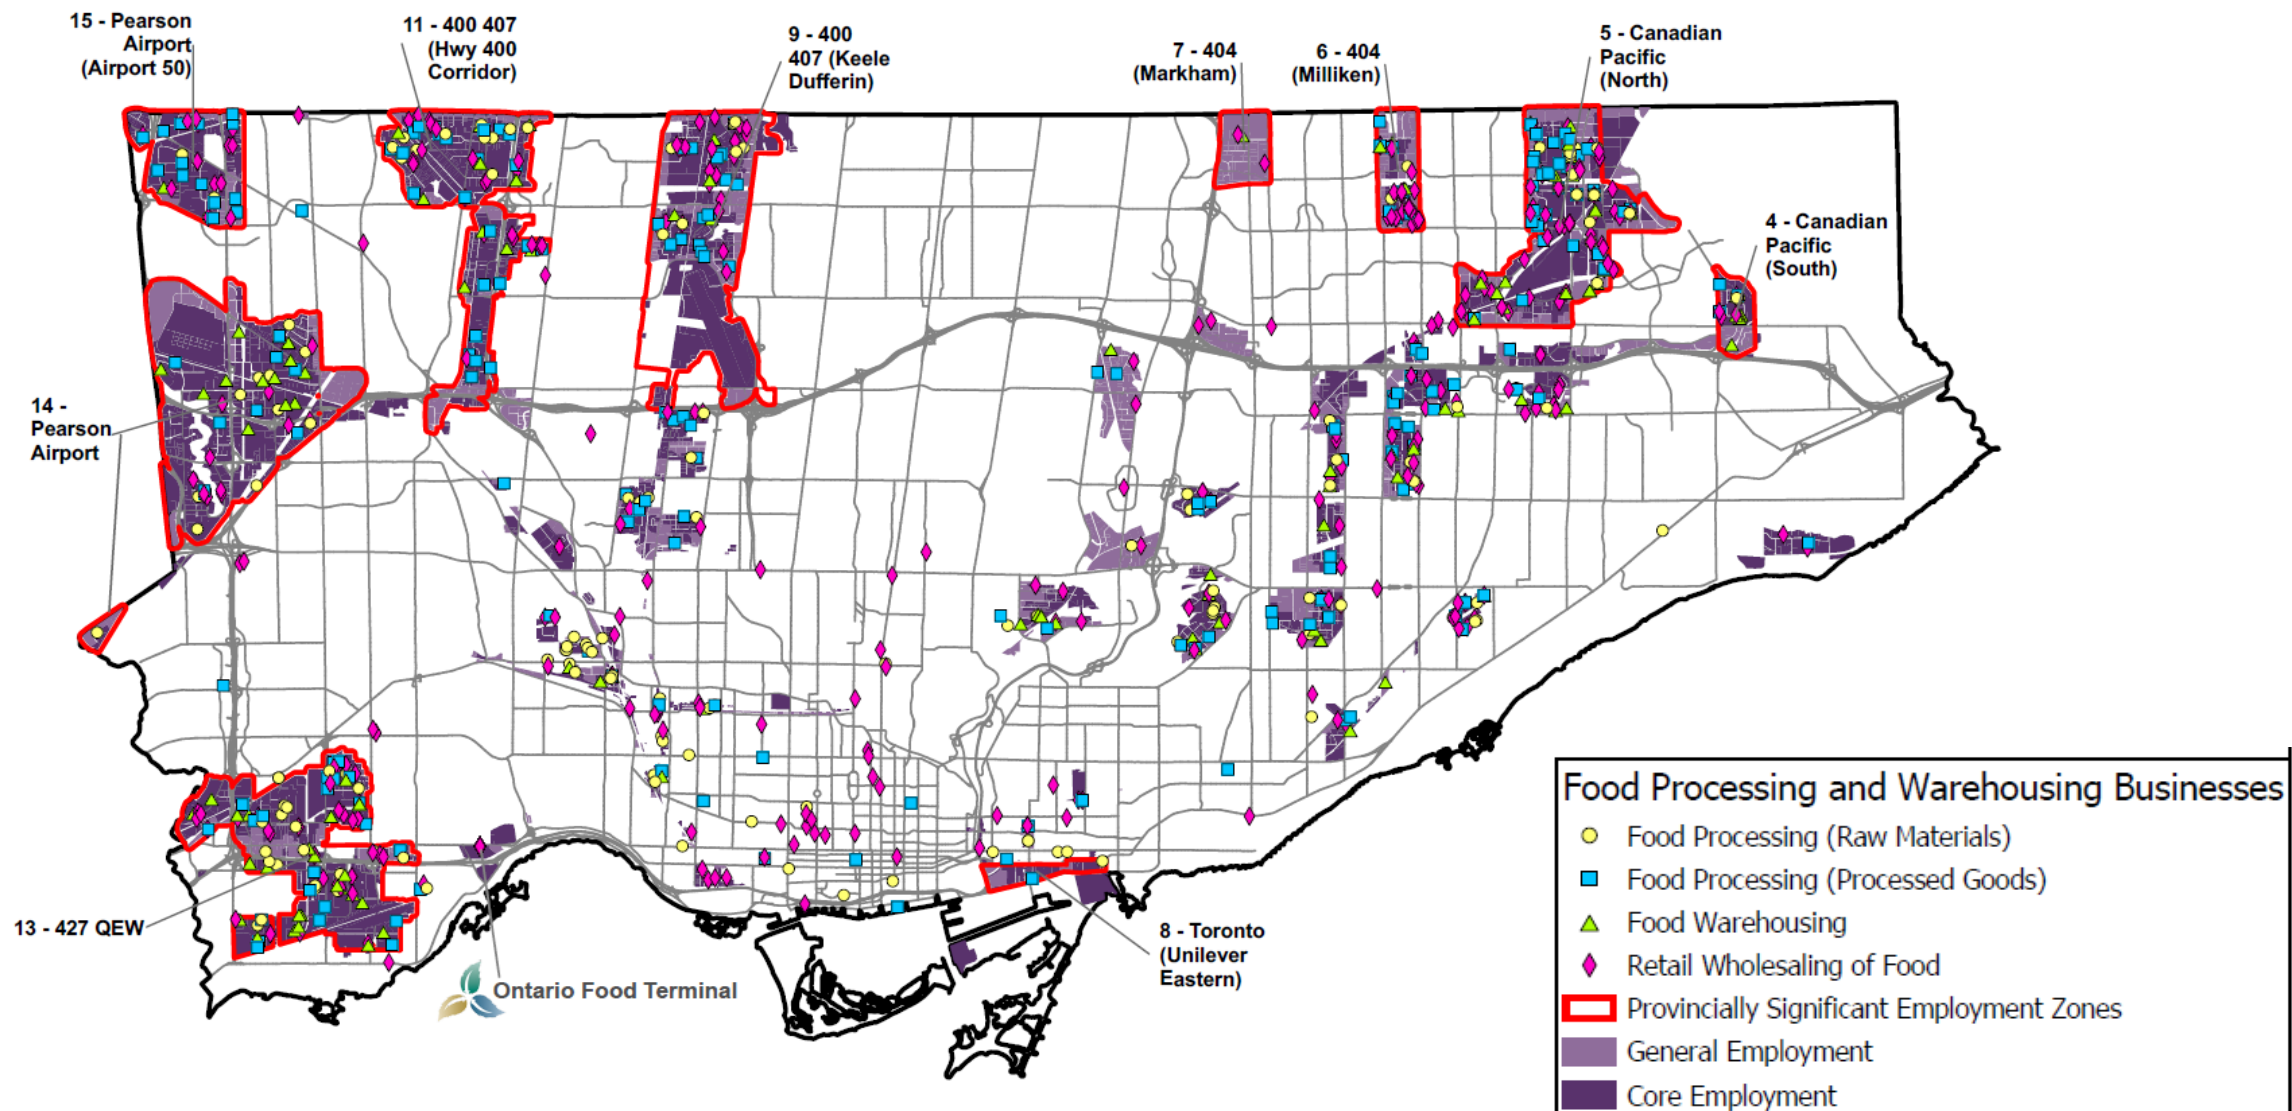 15 - Pearson
Airport
(Airport 50)
11 - 400 407
(Hwy 400
Corridor)
9 - 400
407 (Keele
Dufferin)
7 - 404
(Markham)
6 - 404
(Milliken)
5 - Canadian
Pacific
(North)
4 - Canadian
Pacific
(South)
14 -
Pearson
Airport
13 - 427 QEW
Ontario Food Terminal
8 - Toronto
(Unilever
Eastern)
Food Processing and Warehousing Businesses
Food Processing (Raw Materials)
Food Processing (Processed Goods)
Food Warehousing
Retail Wholesaling of Food
Provincially Significant Employment Zones
General Employment
Core Employment